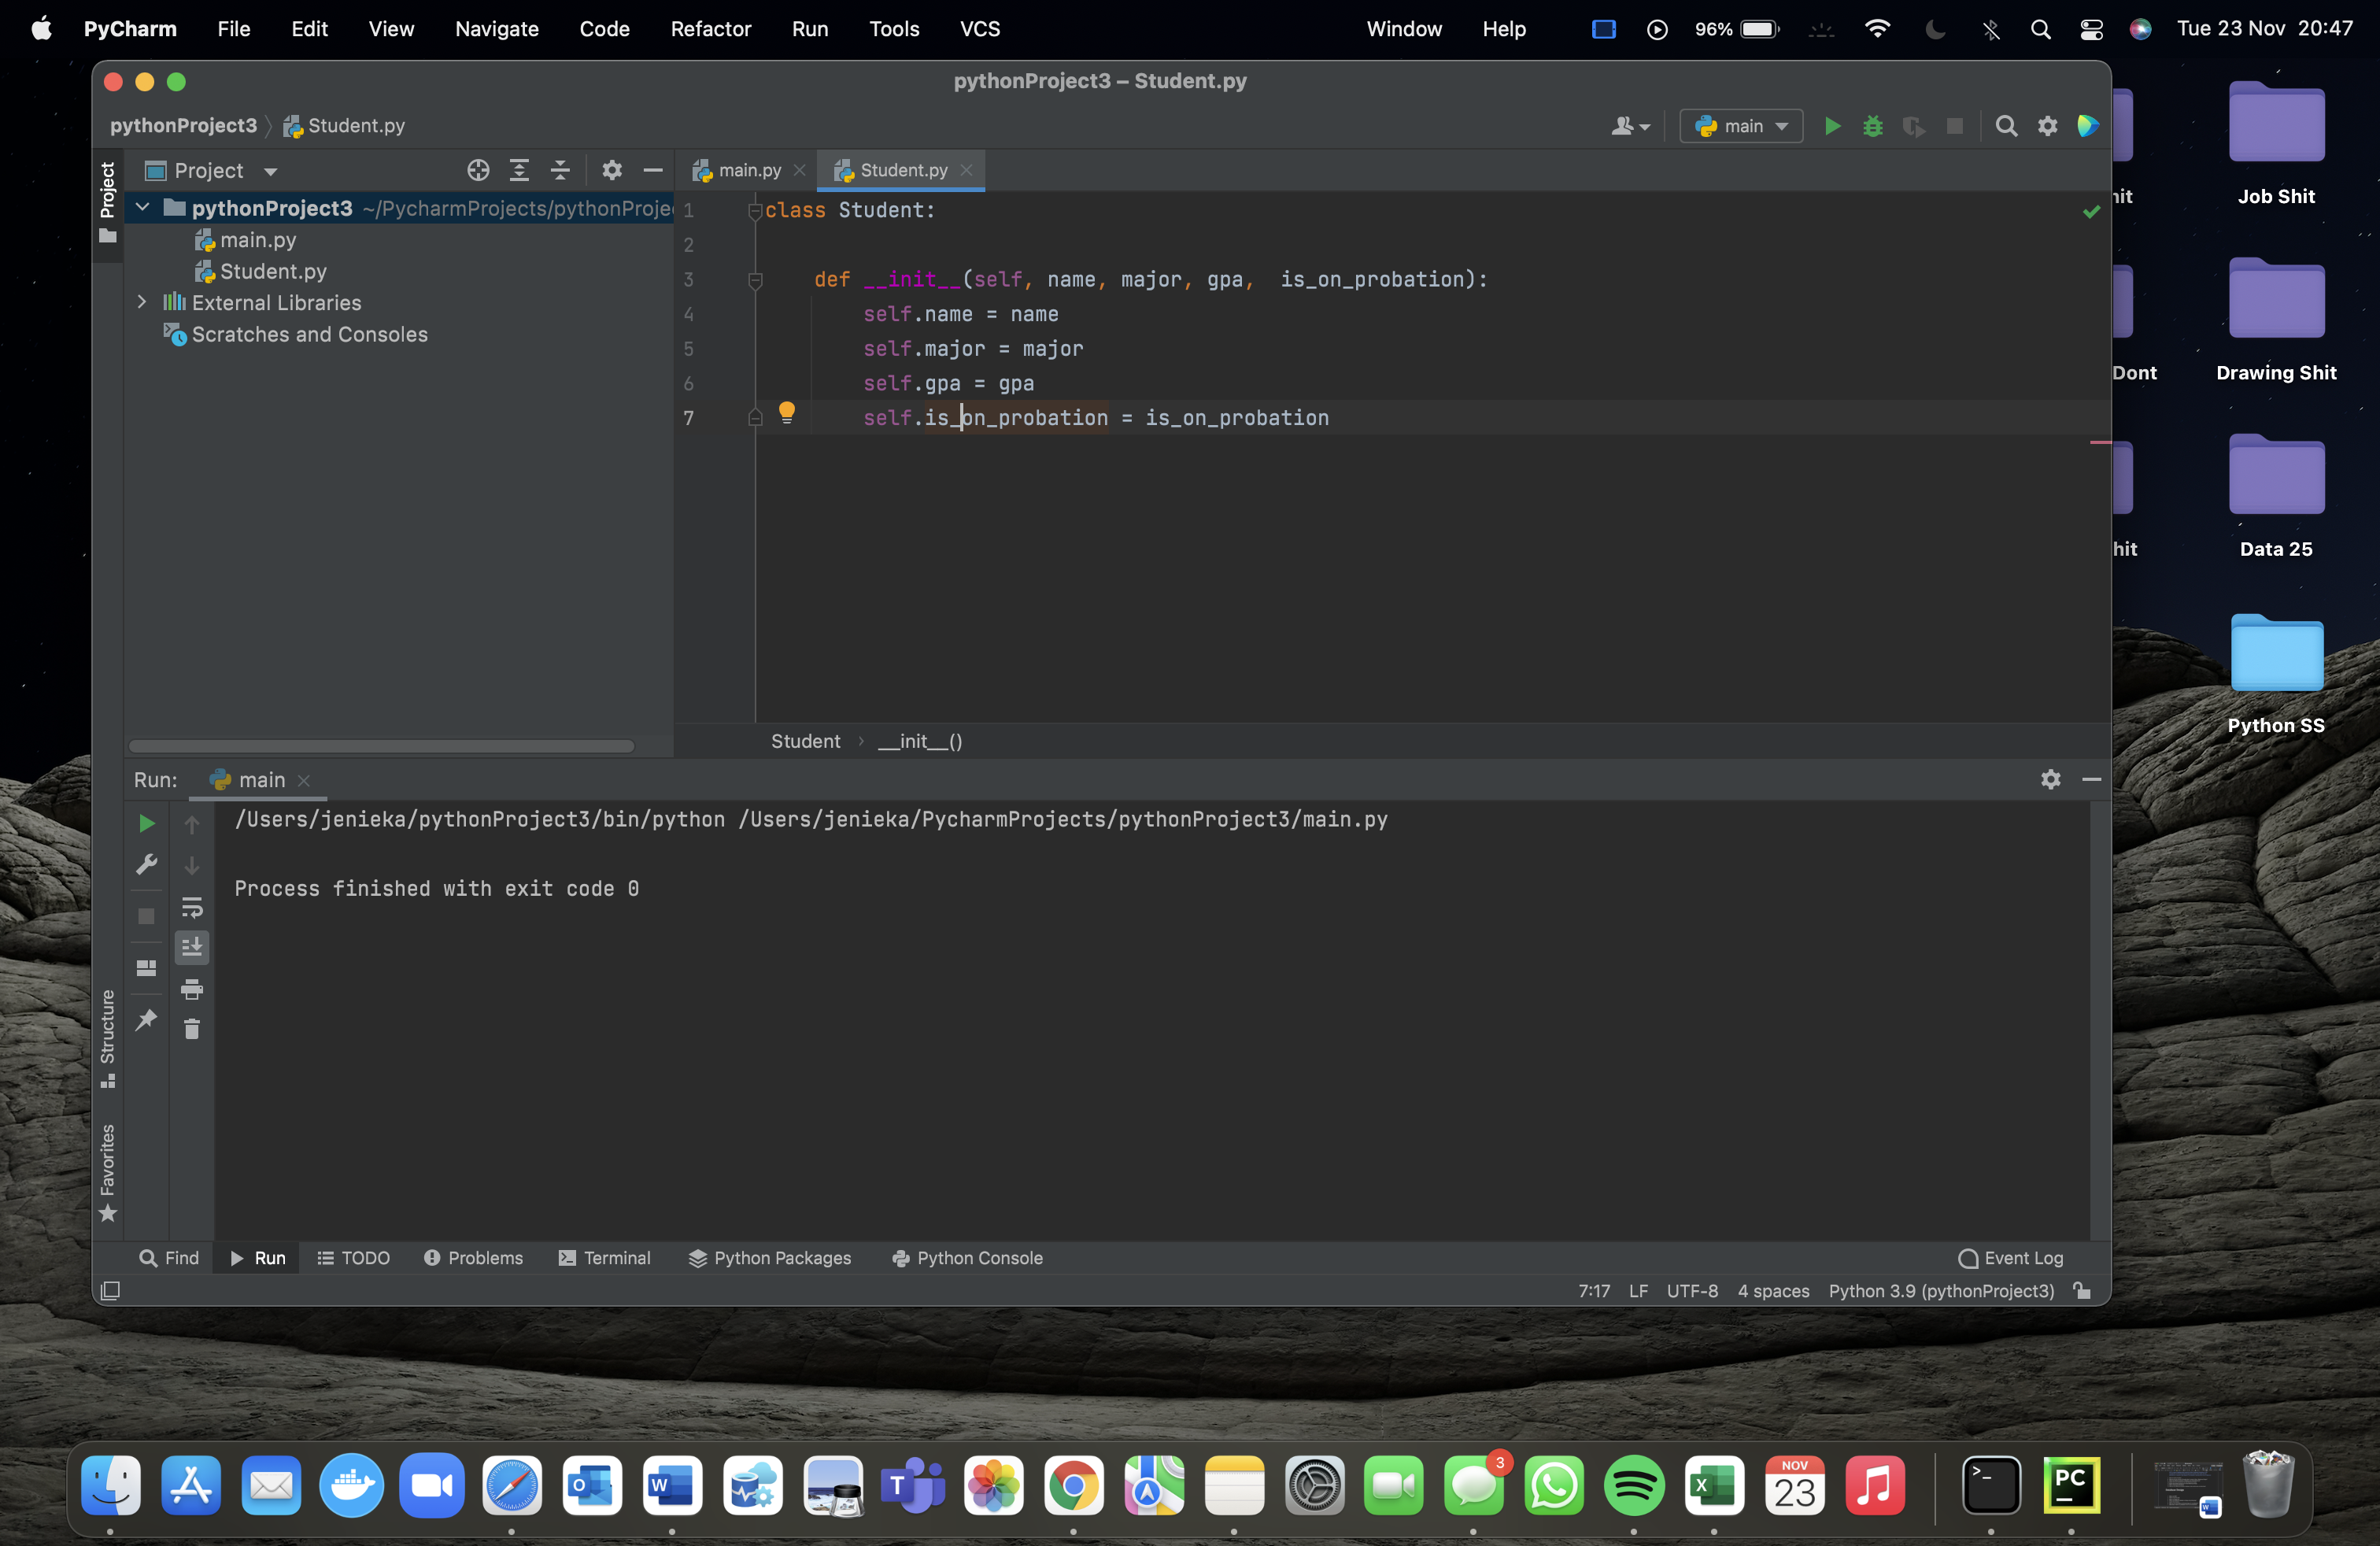 PyCharm File Edit View Navigate Code Refactor Run Tools VCS Window Help 96% Tue 23 Nov 20:47
pythonProject3 – Student.py
pythonProject3 Student.py main
Project
Project
main.py Student.py
pythonProject3 ~/PycharmProjects/pythonProje
main.py
Student.py
External Libraries
Scratches and Consoles
1 class Student:
2
3 def __init__(self, name, major, gpa,  is_on_probation):
4 self.name = name
5 self.major = major
6 self.gpa = gpa
7 self.is_on_probation = is_on_probation
Student __init__()
Run: main
/Users/jenieka/pythonProject3/bin/python /Users/jenieka/PycharmProjects/pythonProject3/main.py
Process finished with exit code 0
Structure
Favorites
Find Run TODO Problems Terminal Python Packages Python Console Event Log
7:17 LF UTF-8 4 spaces Python 3.9 (pythonProject3)
Job Shit
Dont
Drawing Shit
hit
Data 25
Python SS
O
W
T
3
X
NOV
23
>_
PC